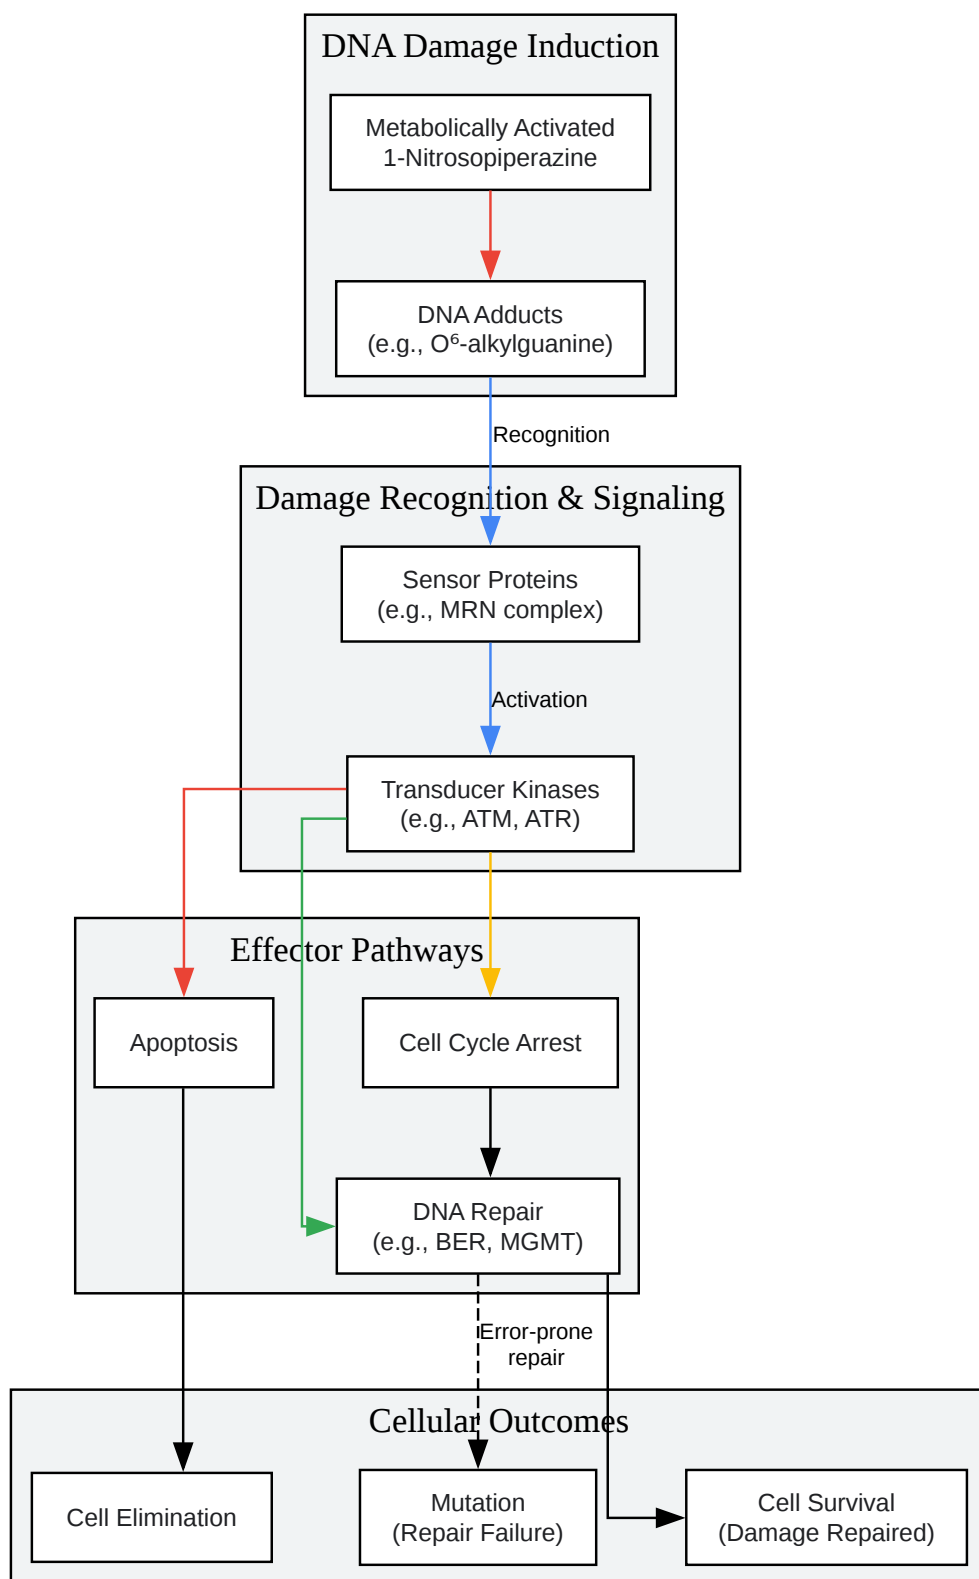 DNA Damage Induction
Metabolically Activated
1-Nitrosopiperazine
DNA Adducts
(e.g., O⁶-alkylguanine)
Recognition
Damage Recognition & Signaling
Sensor Proteins
(e.g., MRN complex)
Activation
Transducer Kinases
(e.g., ATM, ATR)
Effector Pathways
Apoptosis
Cell Cycle Arrest
DNA Repair
(e.g., BER, MGMT)
Error-prone
repair
Cellular Outcomes
Cell Elimination
Mutation
(Repair Failure)
Cell Survival
(Damage Repaired)